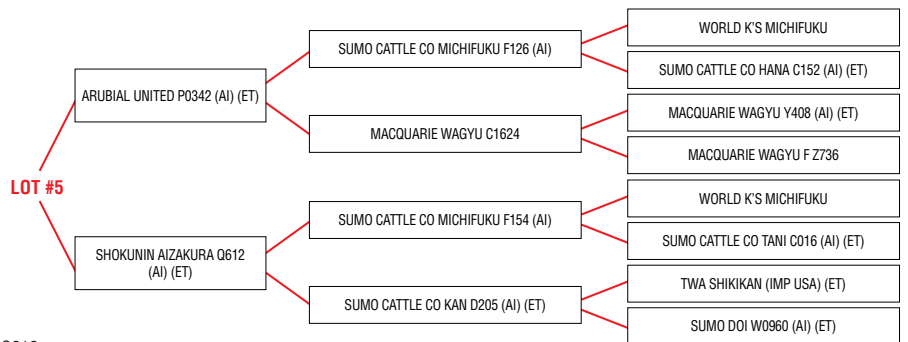 WORLD K'S MICHIFUKU
SUMO CATTLE CO MICHIFUKU F126 (AI)
SUMO CATTLE CO HANA C152 (AI) (ET)
ARUBIAL UNITED P0342 (AI) (ET)
MACQUARIE WAGYU Y408 (AI) (ET)
MACQUARIE WAGYU C1624
MACQUARIE WAGYU F Z736
LOT #5
WORLD K'S MICHIFUKU
SUMO CATTLE CO MICHIFUKU F154 (AI)
SUMO CATTLE CO TANI C016 (AI) (ET)
SHOKUNIN AIZAKURA Q612
(AI) (ET)
TWA SHIKIKAN (IMP USA) (ET)
SUMO CATTLE CO KAN D205 (AI) (ET)
SUMO DOI W0960 (AI) (ET)